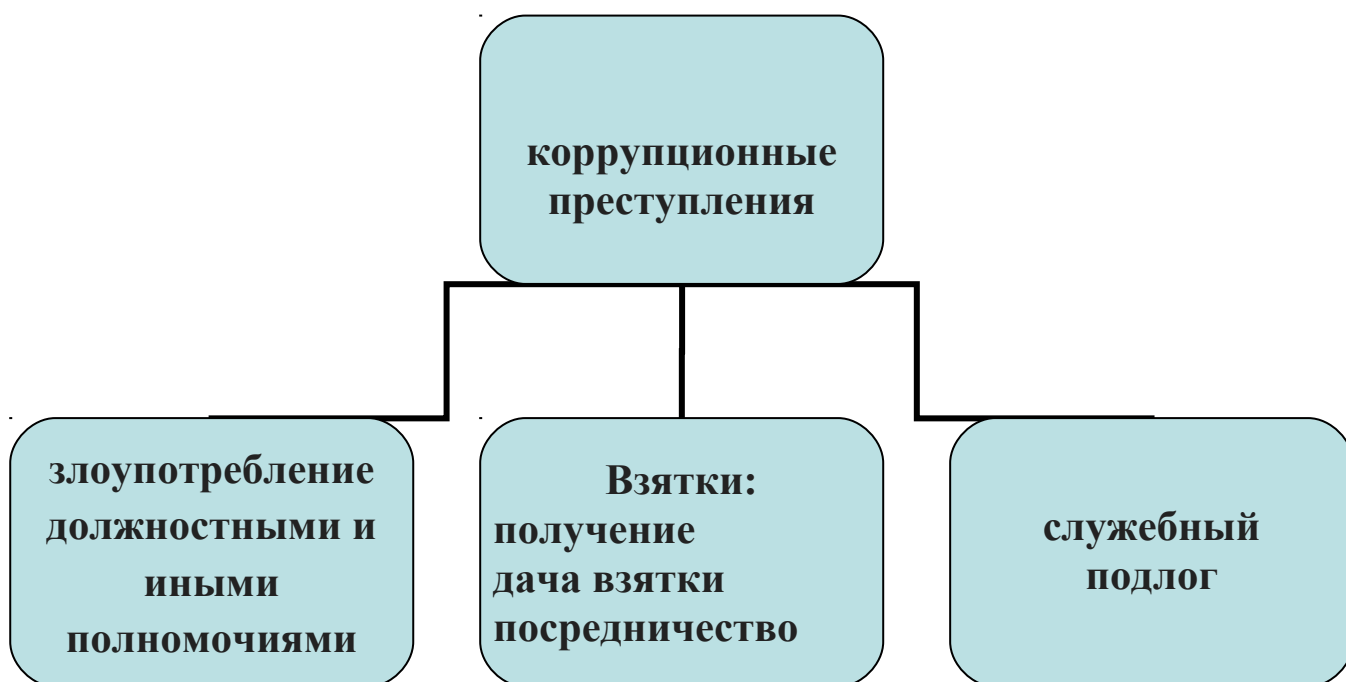 коррупционные
преступления
злоупотребление
должностными и
иными
полномочиями
Взятки:
получение
дача взятки
посредничество
служебный
подлог